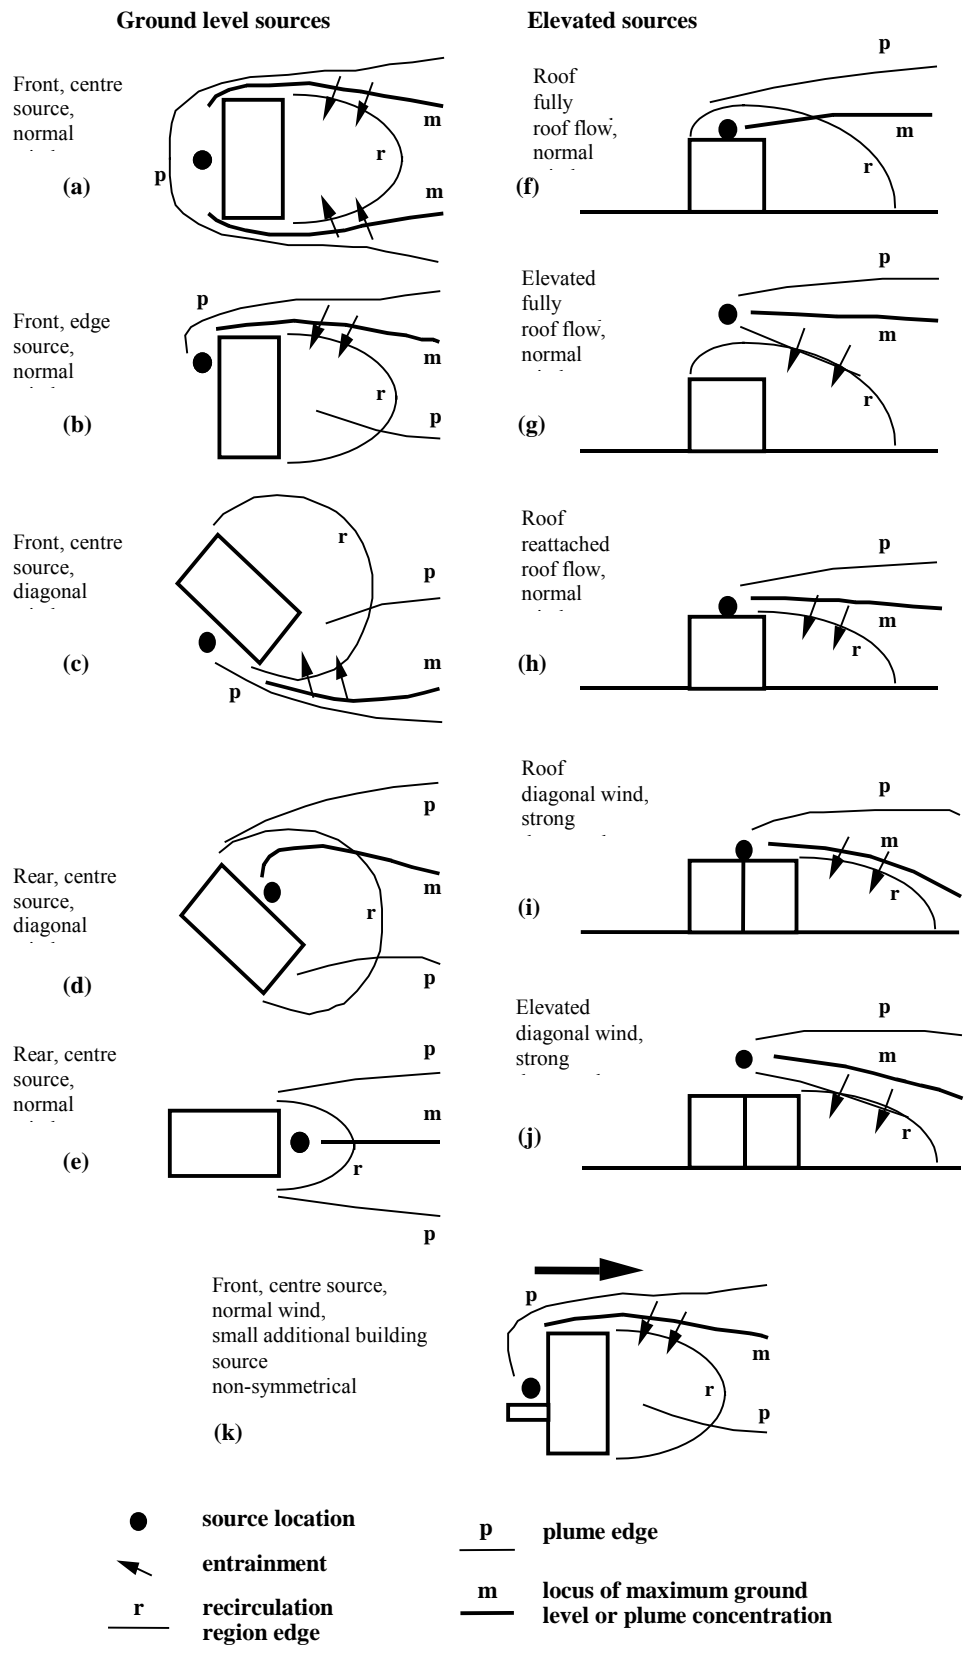 Ground level sources
Elevated sources
Front, centre
source,
normal
(a)
p
m
r
m
Front, edge
source,
normal
(b)
p
m
r
p
Front, centre
source,
diagonal
(c)
r
p
m
p
Rear, centre
source,
diagonal
(d)
p
m
r
p
Rear, centre
source,
normal
(e)
p
m
r
p
Roof
fully
roof flow,
normal
(f)
p
m
r
Elevated
fully
roof flow,
normal
(g)
p
m
r
Roof
reattached
roof flow,
normal
(h)
p
m
r
Roof
diagonal wind,
strong
(i)
p
m
r
Elevated
diagonal wind,
strong
(j)
p
m
r
Front, centre source,
normal wind,
small additional building
source
non-symmetrical
(k)
p
m
r
p
source location
entrainment
r recirculation
region edge
p plume edge
m locus of maximum ground
level or plume concentration